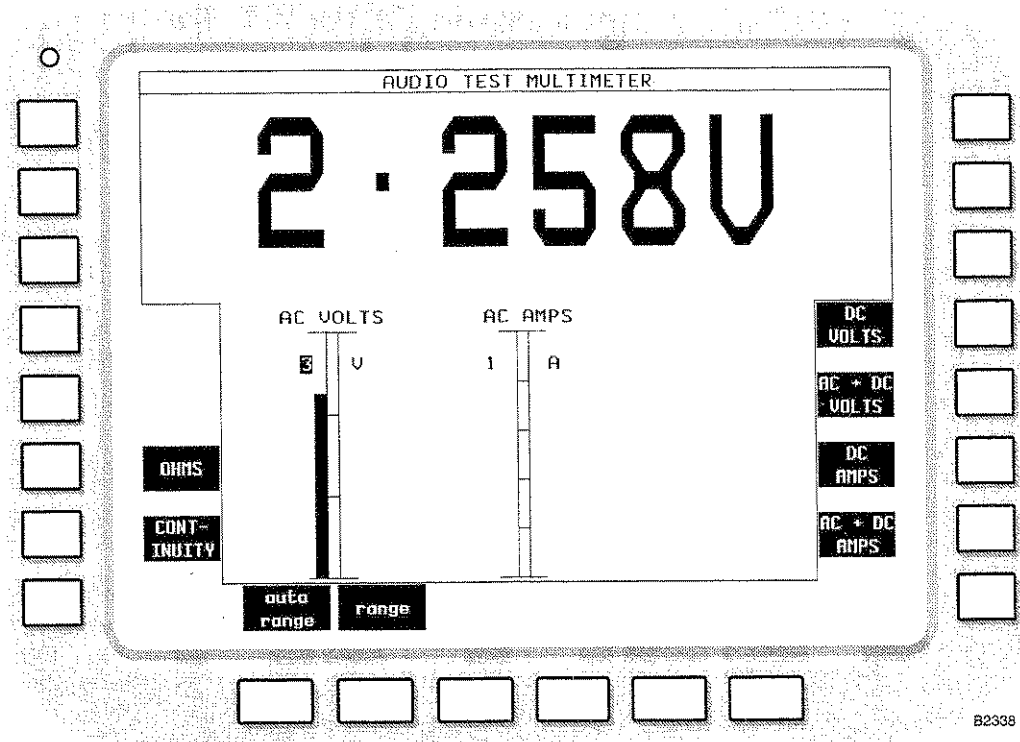 AUDIO TEST MULTIMETER
2·258V
AC VOLTS
AC AMPS
3 V
1 A
DC
VOLTS
AC + DC
VOLTS
OHMS
DC
AMPS
CONT-
INUITY
AC + DC
AMPS
auto
range
range
B2338